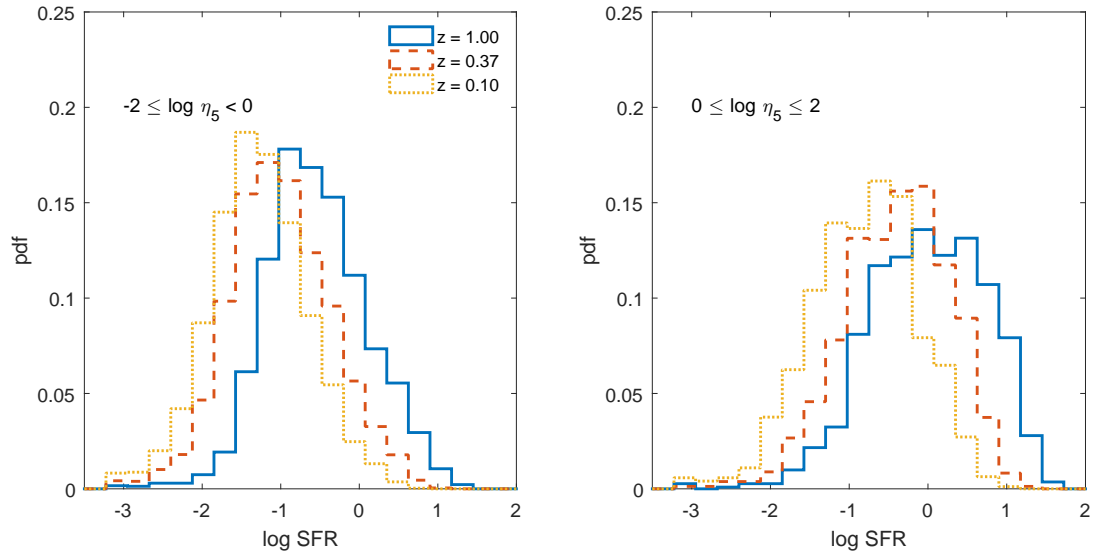 0.25
0.2
0.15
0.1
0.05
0
-3 -2 -1 0 1 2
pdf
log SFR
-2 ≤ log η5 < 0
z = 1.00
z = 0.37
z = 0.10
0.25
0.2
0.15
0.1
0.05
0
-3 -2 -1 0 1 2
pdf
log SFR
0 ≤ log η5 ≤ 2